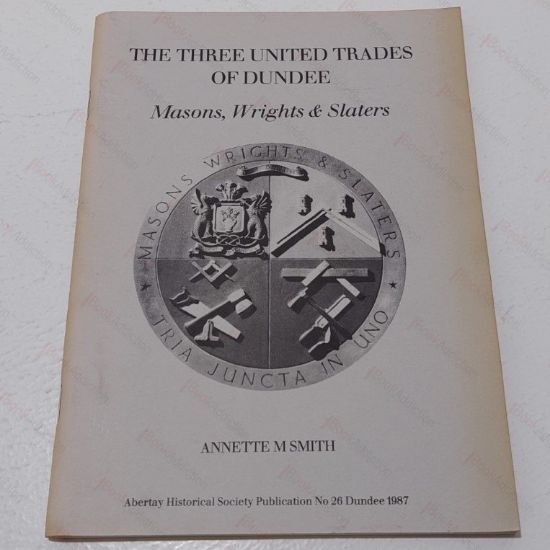 THE THREE UNITED TRADES
OF DUNDEE
Masons, Wrights & Slaters
★ MASONS WRIGHTS & SLATERS ★
TRIA JUNCTA IN UNO
ANNETTE M SMITH
Abertay Historical Society Publication No 26 Dundee 1987